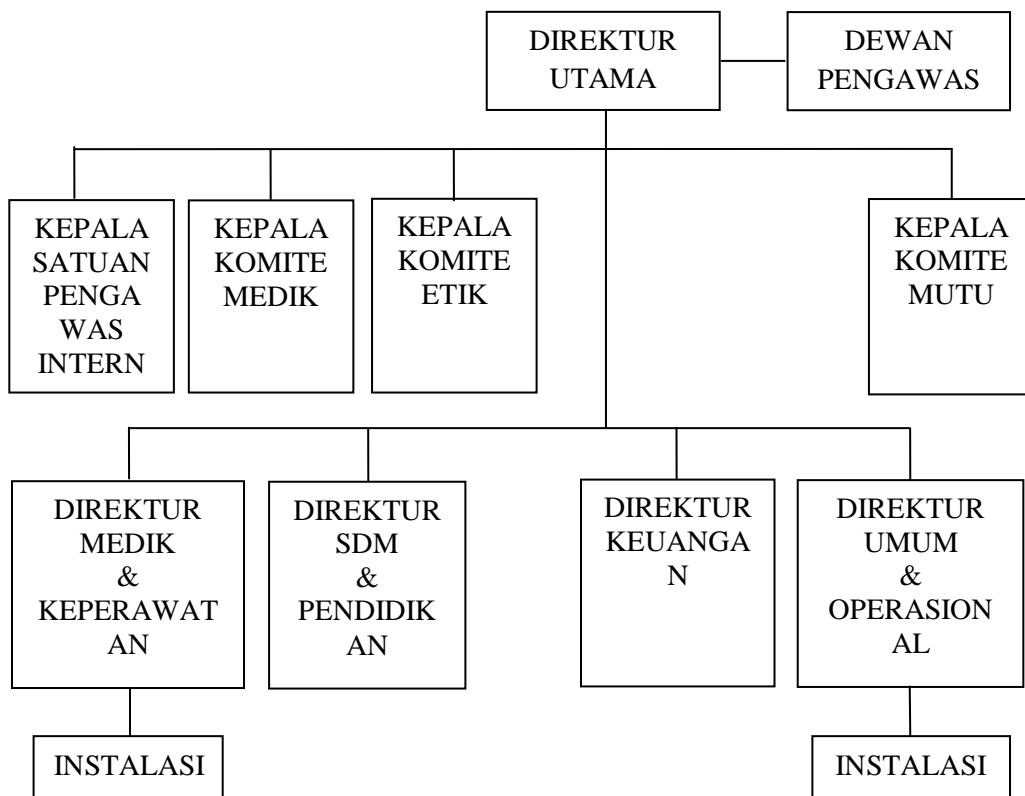 DIREKTUR
UTAMA
DEWAN
PENGAWAS
KEPALA
SATUAN
PENGA
WAS
INTERN
KEPALA
KOMITE
MEDIK
KEPALA
KOMITE
ETIK
KEPALA
KOMITE
MUTU
DIREKTUR
MEDIK
&
KEPERAWAT
AN
DIREKTUR
SDM
&
PENDIDIK
AN
DIREKTUR
KEUANGA
N
DIREKTUR
UMUM
&
OPERASION
AL
INSTALASI
INSTALASI